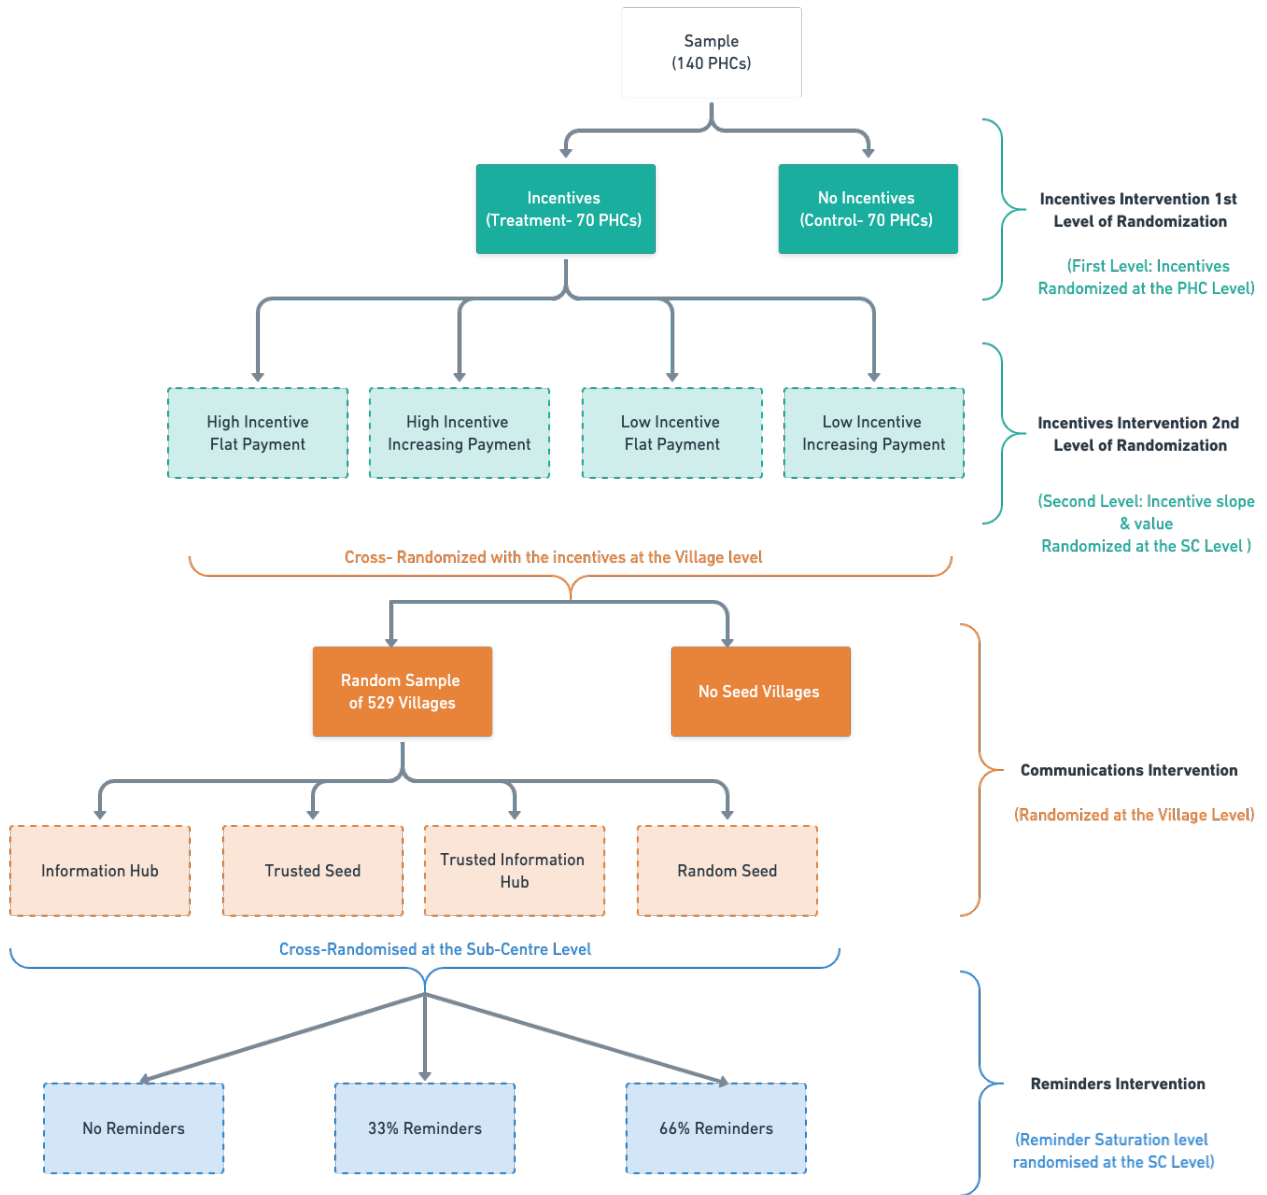 Sample
(140 PHCs)
Incentives
(Treatment- 70 PHCs)
No Incentives
(Control- 70 PHCs)
Incentives Intervention 1st
Level of Randomization
(First Level: Incentives
Randomized at the PHC Level)
High Incentive
Flat Payment
High Incentive
Increasing Payment
Low Incentive
Flat Payment
Low Incentive
Increasing Payment
Incentives Intervention 2nd
Level of Randomization
(Second Level: Incentive slope
& value
Randomized at the SC Level )
Cross- Randomized with the incentives at the Village level
Random Sample
of 529 Villages
No Seed Villages
Communications Intervention
(Randomized at the Village Level)
Information Hub
Trusted Seed
Trusted Information
Hub
Random Seed
Cross-Randomised at the Sub-Centre Level
No Reminders
33% Reminders
66% Reminders
Reminders Intervention
(Reminder Saturation level
randomised at the SC Level)